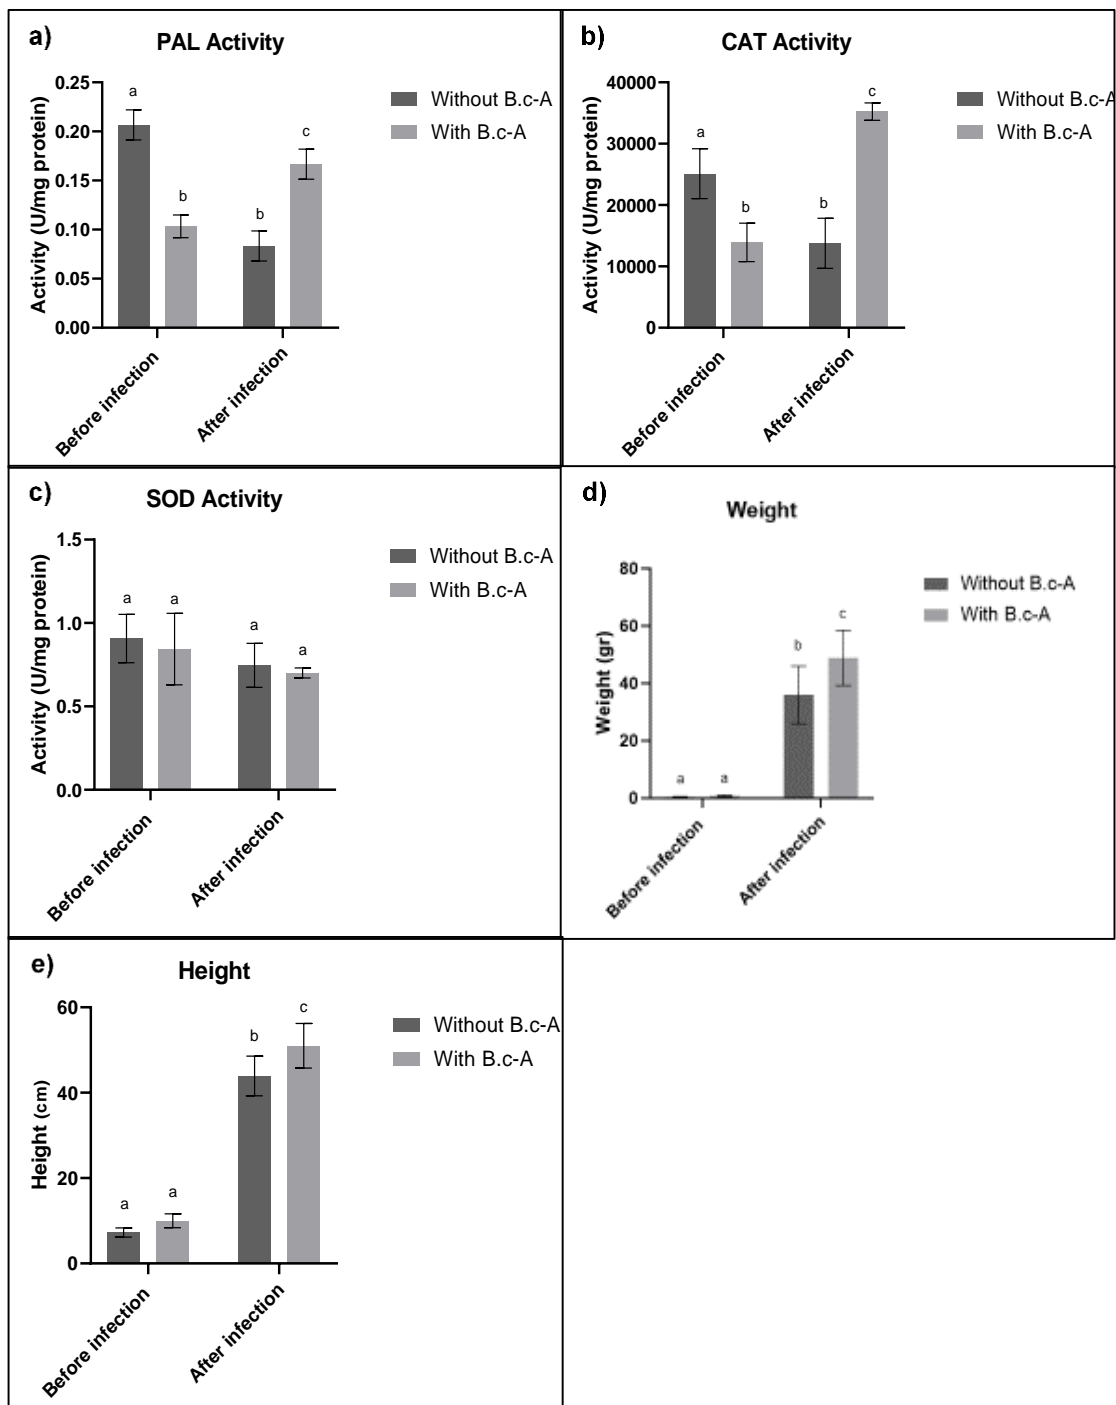 a)
PAL Activity
0.25
0.20
0.15
0.10
0.05
0.00
Activity (U/mg protein)
a
b
b
c
Before infection
After infection
Without B.c-A
With B.c-A
b)
CAT Activity
40000
30000
20000
10000
0
Activity (U/mg protein)
a
b
b
c
Before infection
After infection
Without B.c-A
With B.c-A
c)
SOD Activity
1.5
1.0
0.5
0.0
Activity (U/mg protein)
a
a
a
a
Before infection
After infection
Without B.c-A
With B.c-A
d)
Weight
80
60
40
20
0
Weight (gr)
a
a
b
c
Before infection
After infection
Without B.c-A
With B.c-A
e)
Height
60
40
20
0
Height (cm)
a
a
b
c
Before infection
After infection
Without B.c-A
With B.c-A